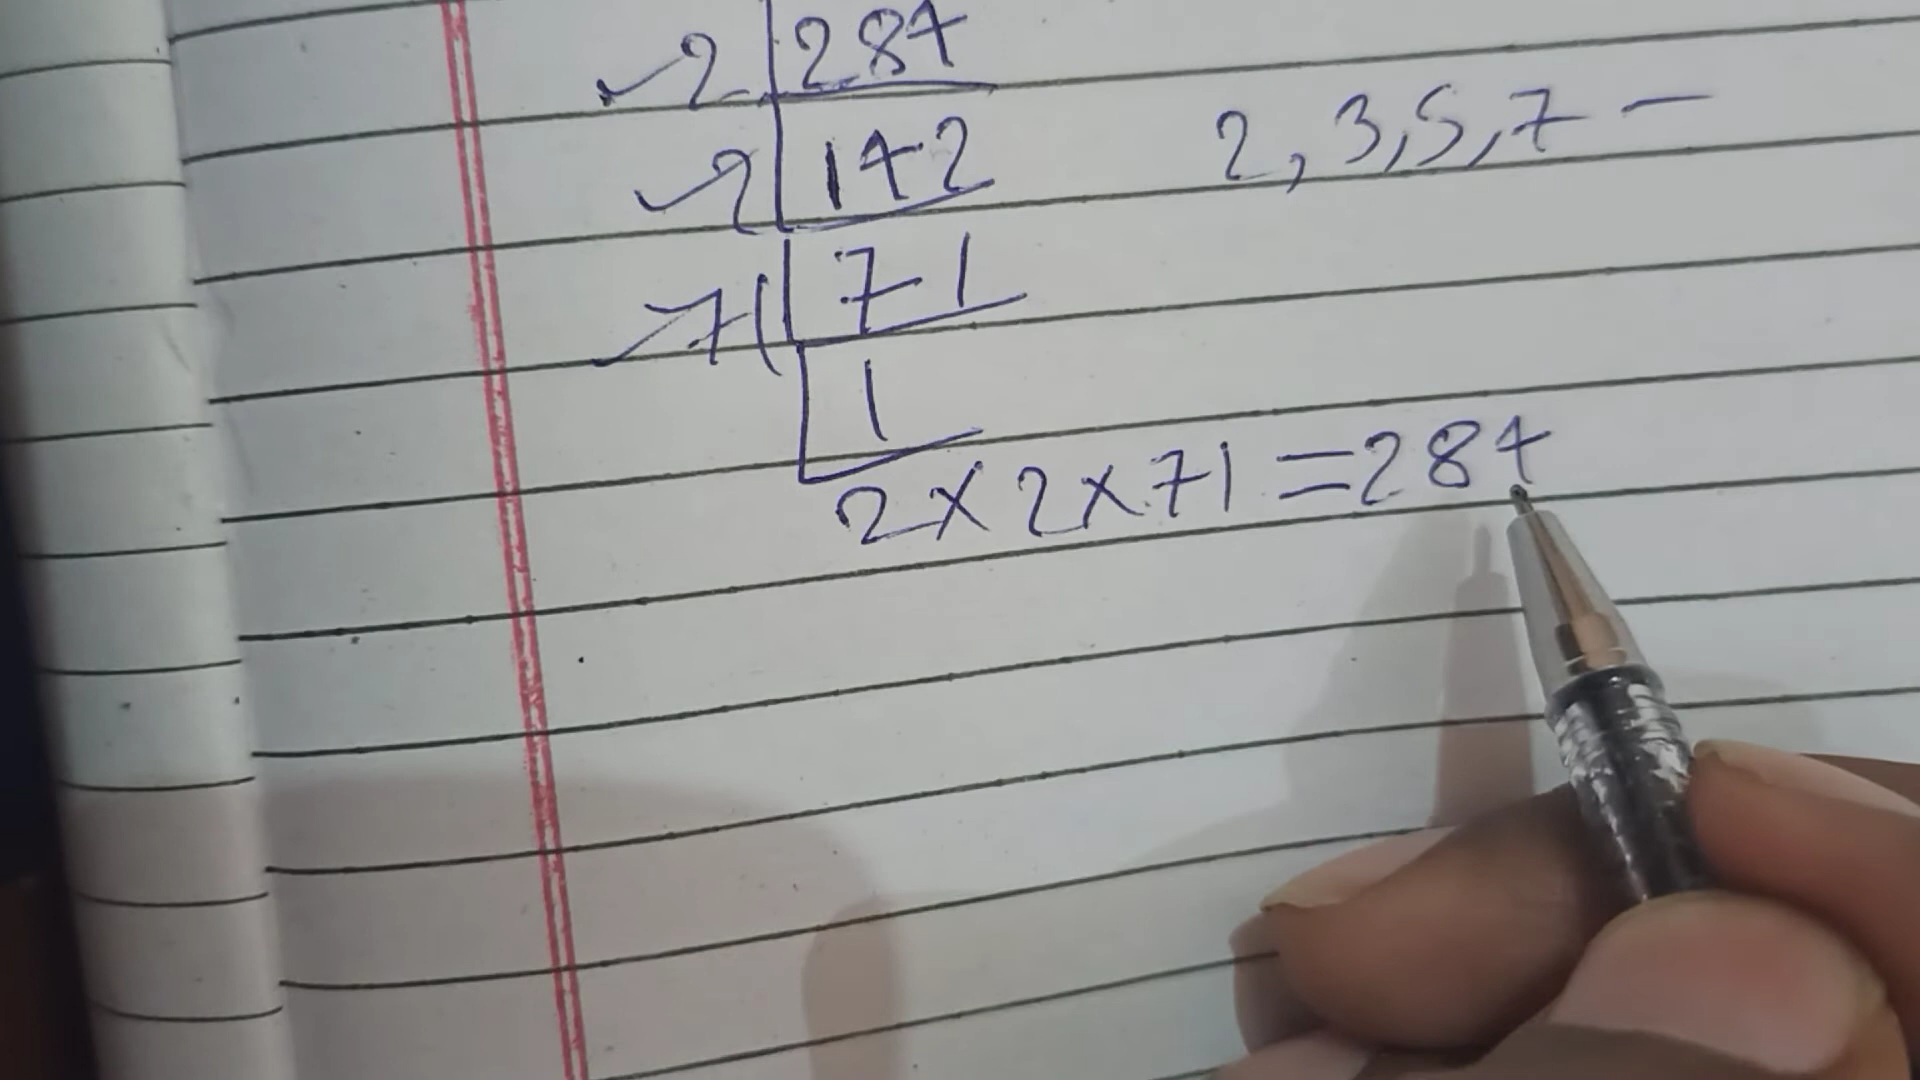 2 284
2 142 2, 3, 5, 7 —
71 71
1
2 × 2 × 71 = 284